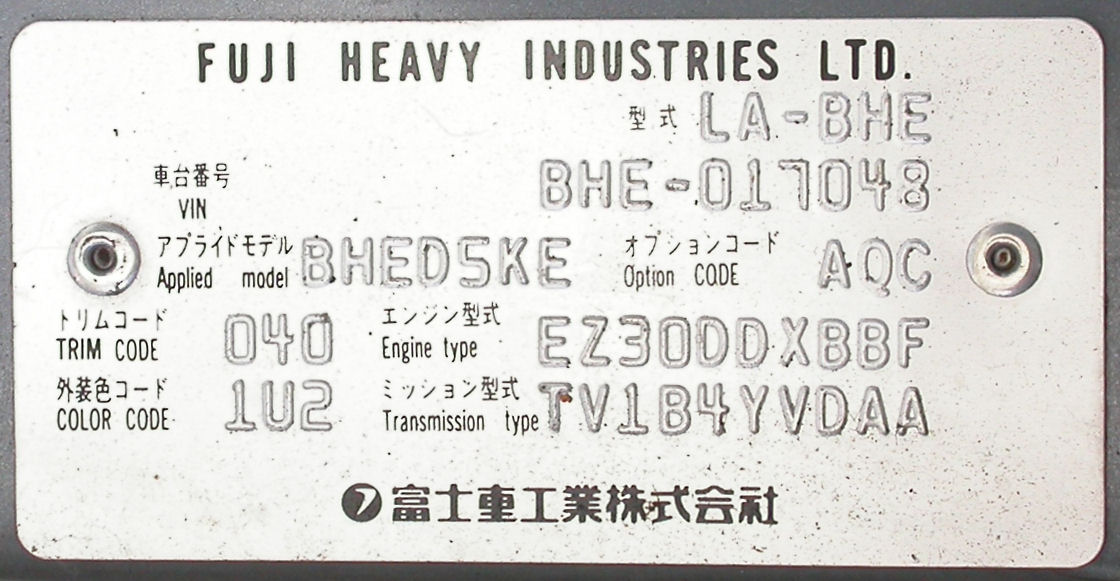 FUJI HEAVY INDUSTRIES LTD.
型式 LA-BHE
車台番号 BHE-017048
VIN
アプライドモデル BHED5KE オプションコード AQC
Applied model Option CODE
トリムコード 040 エンジン型式 EZ30DDXBBF
TRIM CODE Engine type
外装色コード 1U2 ミッション型式 TV1B4YVDAA
COLOR CODE Transmission type
富士重工業株式会社